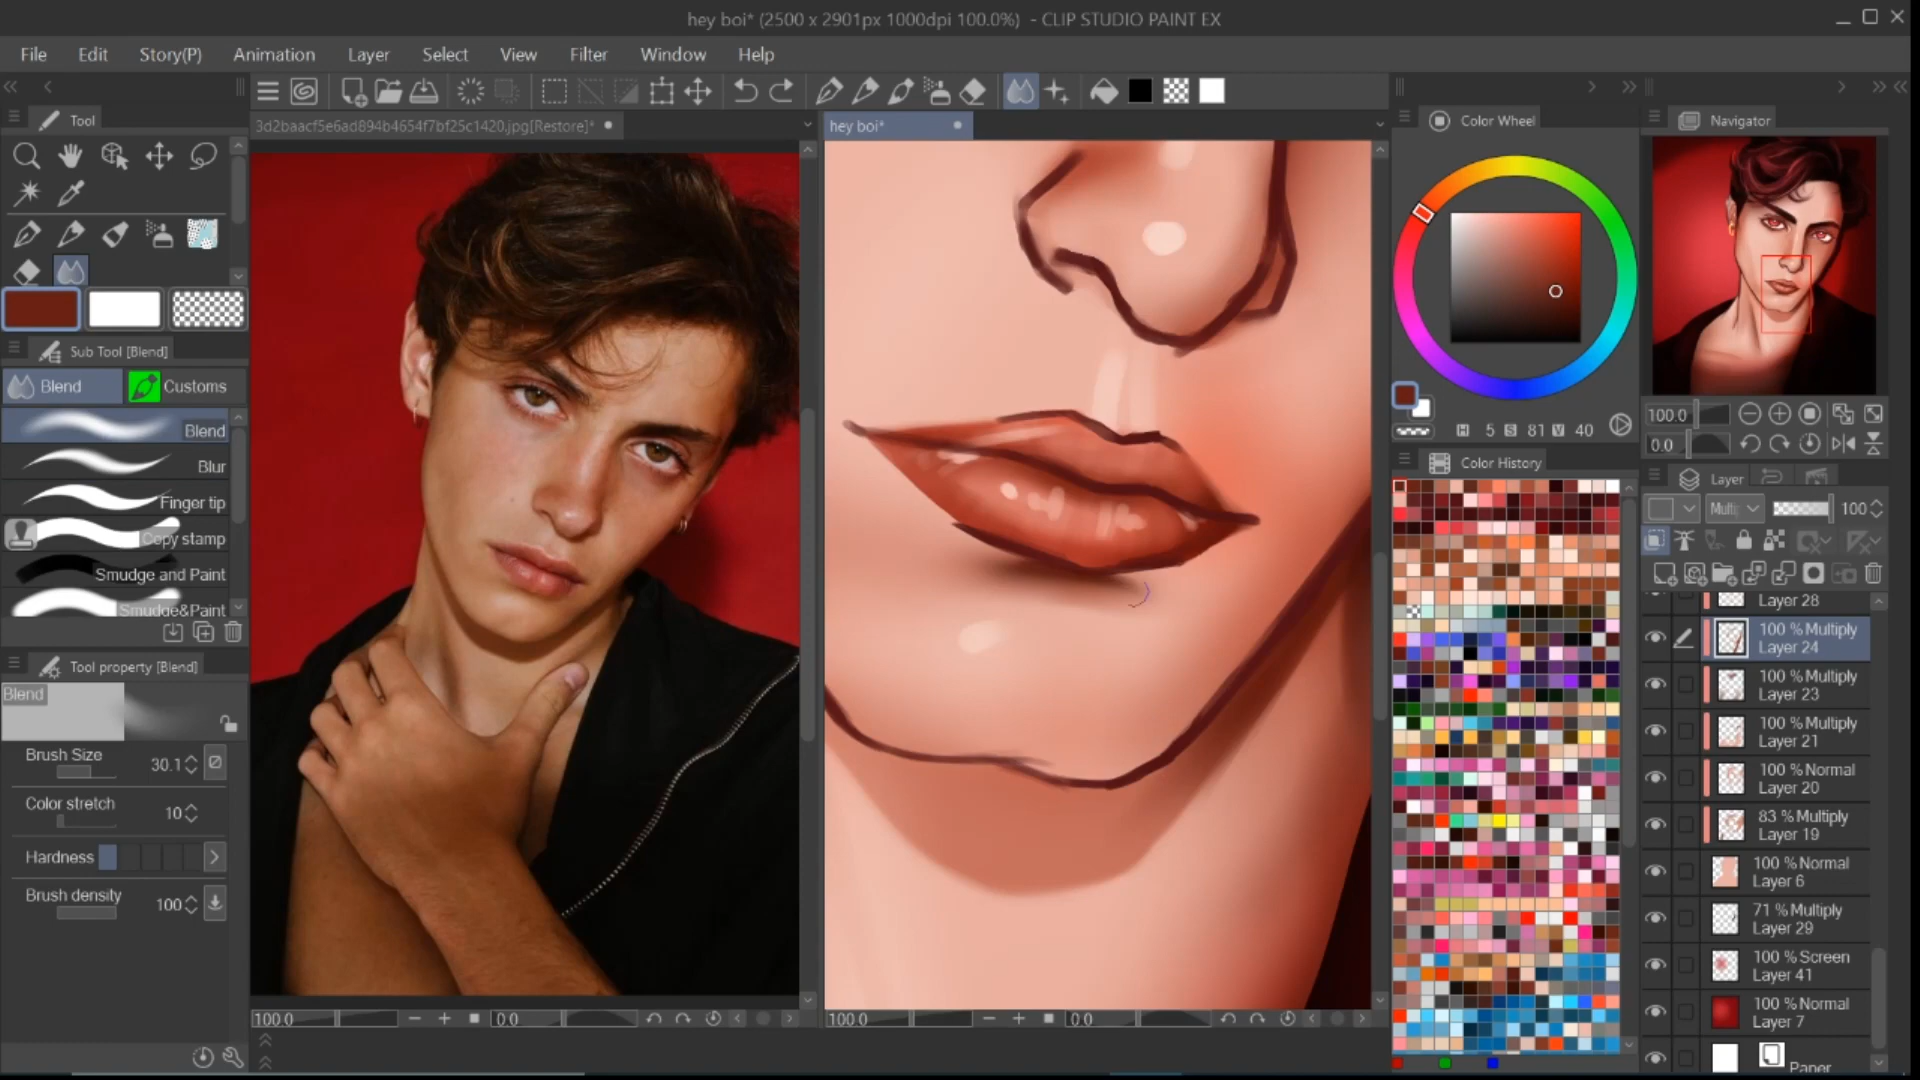 hey boi* (2500 x 2901px 1000dpi 100.0%) - CLIP STUDIO PAINT EX
File Edit Story(P) Animation Layer Select View Filter Window Help
Tool
3d2baacf5e6ad894b4654f7bf25c1420.jpg[Restore]*
hey boi*
Color Wheel
Navigator
Sub Tool [Blend]
Blend
Customs
Blend
Blur
Finger tip
Copy stamp
Smudge and Paint
Smudge&Paint
Tool property [Blend]
Blend
Brush Size 30.1
Color stretch 10
Hardness
Brush density 100
100.0 0.0
100.0 0.0
H 5 S 81 V 40
Color History
100.0
0.0
Layer
Multi 100
Layer 28
100 % Multiply
Layer 24
100 % Multiply
Layer 23
100 % Multiply
Layer 21
100 % Normal
Layer 20
83 % Multiply
Layer 19
100 % Normal
Layer 6
71 % Multiply
Layer 29
100 % Screen
Layer 41
100 % Normal
Layer 7
Paper